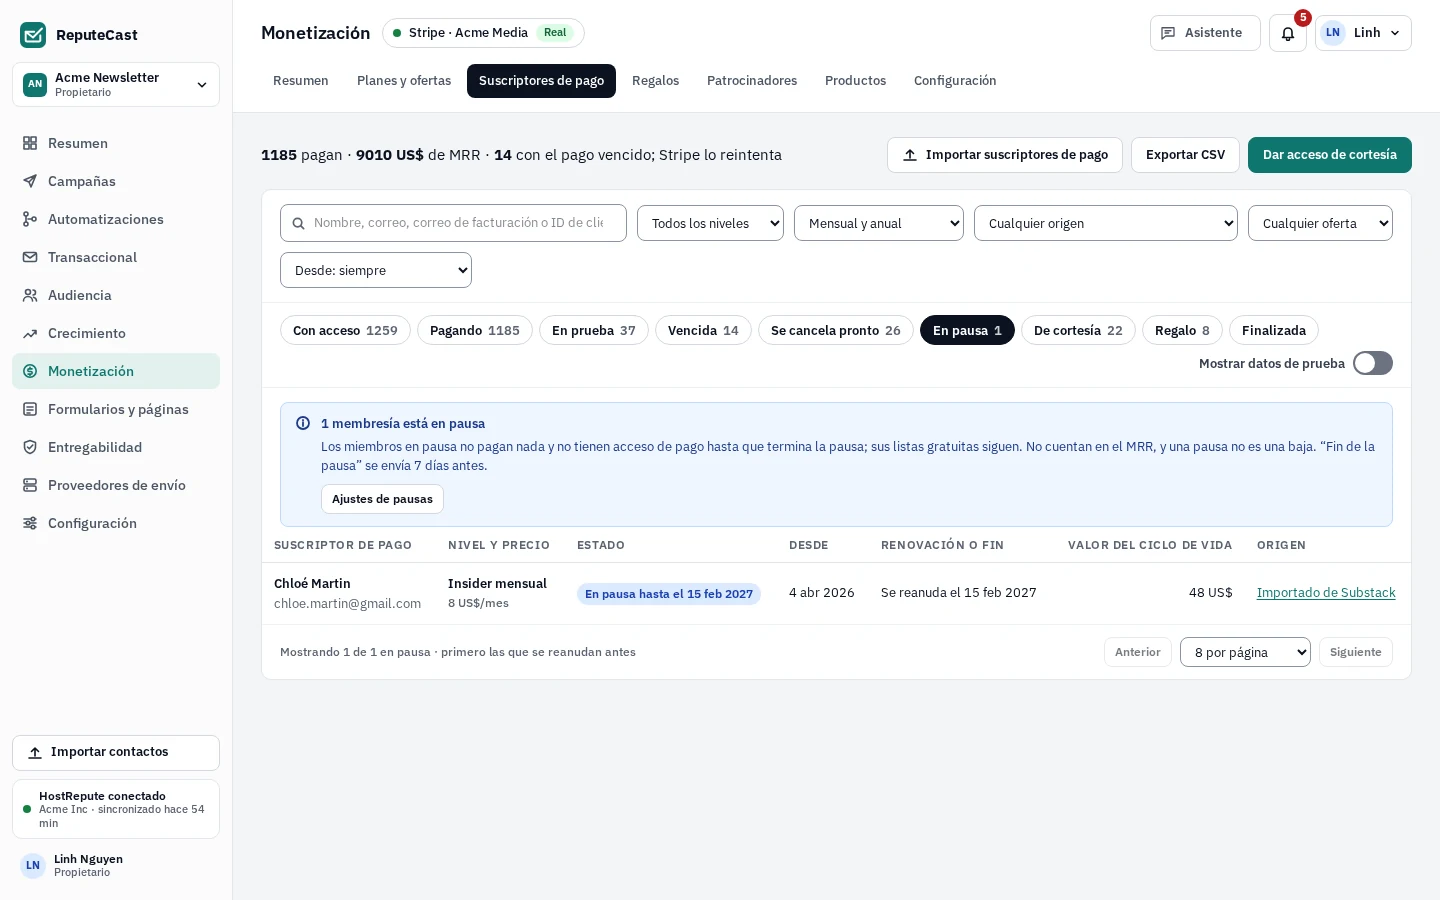 ReputeCast
AN
Acme Newsletter
Propietario
Resumen
Campañas
Automatizaciones
Transaccional
Audiencia
Crecimiento
Monetización
Formularios y páginas
Entregabilidad
Proveedores de envío
Configuración
Importar contactos
HostRepute conectado
Acme Inc · sincronizado hace 54
min
LN
Linh Nguyen
Propietario
Monetización
Stripe · Acme Media Real
Asistente
5
LN Linh
Resumen Planes y ofertas Suscriptores de pago Regalos Patrocinadores Productos Configuración
1185 pagan · 9010 US$ de MRR · 14 con el pago vencido; Stripe lo reintenta
Importar suscriptores de pago Exportar CSV Dar acceso de cortesía
Nombre, correo, correo de facturación o ID de clie Todos los niveles Mensual y anual Cualquier origen Cualquier oferta
Desde: siempre
Con acceso 1259 Pagando 1185 En prueba 37 Vencida 14 Se cancela pronto 26 En pausa 1 De cortesía 22 Regalo 8 Finalizada
Mostrar datos de prueba
1 membresía está en pausa
Los miembros en pausa no pagan nada y no tienen acceso de pago hasta que termina la pausa; sus listas gratuitas siguen. No cuentan en el MRR, y una pausa no es una baja. “Fin de la
pausa” se envía 7 días antes.
Ajustes de pausas
SUSCRIPTOR DE PAGO NIVEL Y PRECIO ESTADO DESDE RENOVACIÓN O FIN VALOR DEL CICLO DE VIDA ORIGEN
Chloé Martin Insider mensual En pausa hasta el 15 feb 2027 4 abr 2026 Se reanuda el 15 feb 2027 48 US$ Importado de Substack
chloe.martin@gmail.com 8 US$/mes
Mostrando 1 de 1 en pausa · primero las que se reanudan antes
Anterior 8 por página Siguiente